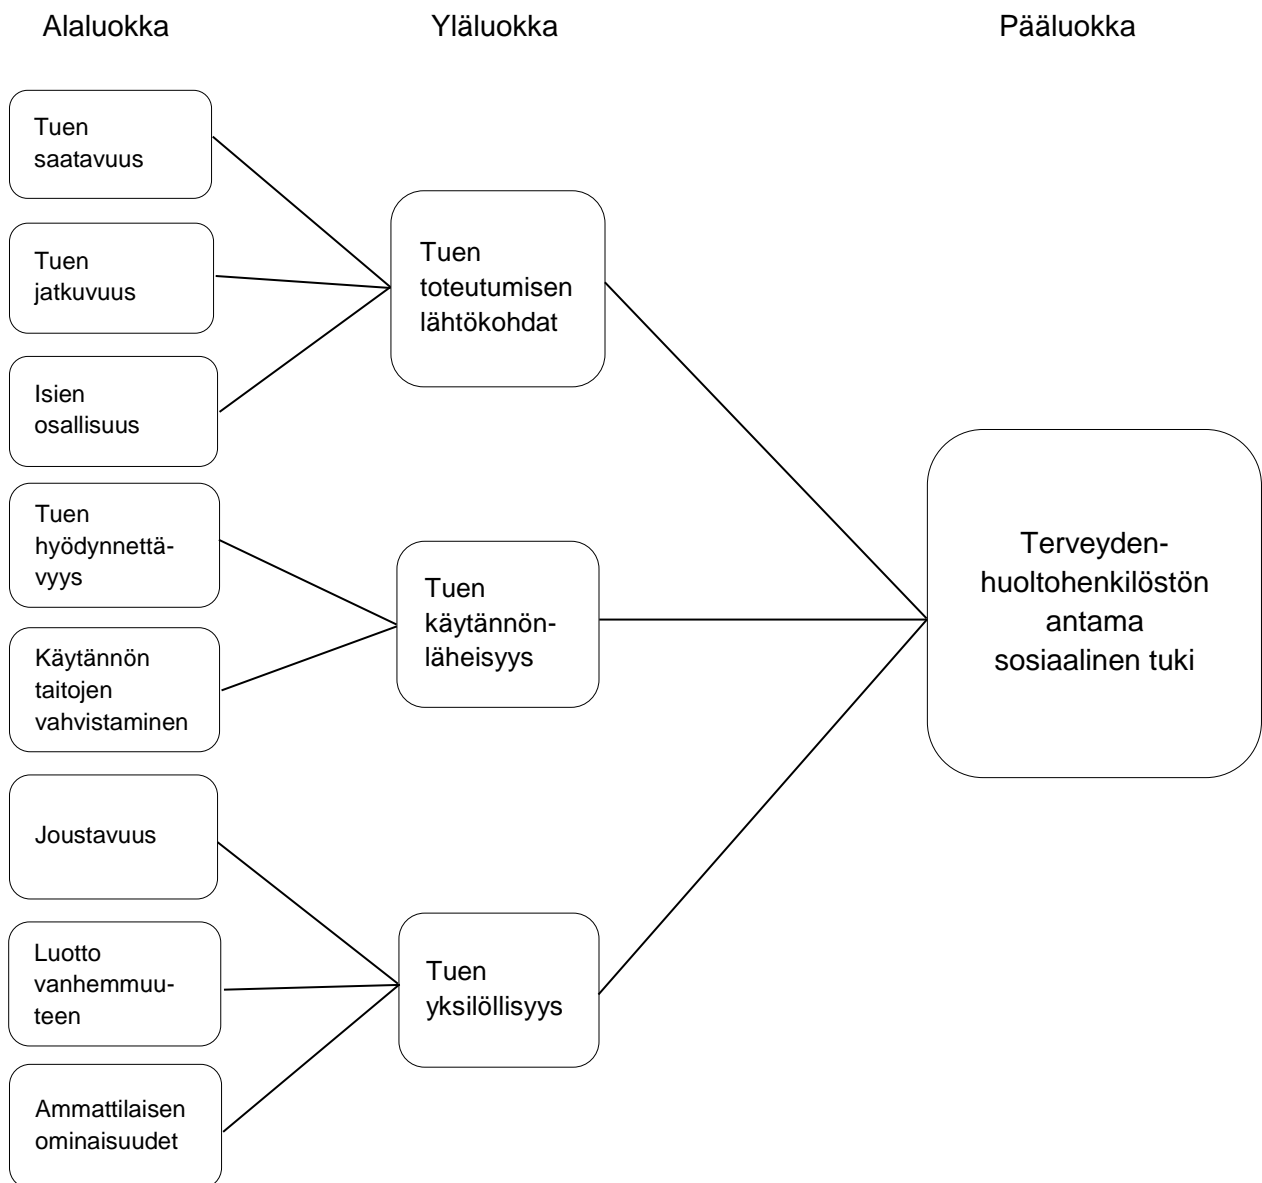 Alaluokka
Yläluokka
Pääluokka
Tuen
saatavuus
Tuen
jatkuvuus
Isien
osallisuus
Tuen
hyödynnettä-
vyys
Käytännön
taitojen
vahvistaminen
Joustavuus
Luotto
vanhemmuu-
teen
Ammattilaisen
ominaisuudet
Tuen
toteutumisen
lähtökohdat
Tuen
käytännön-
läheisyys
Tuen
yksilöllisyys
Terveyden-
huoltohenkilöstön
antama
sosiaalinen tuki